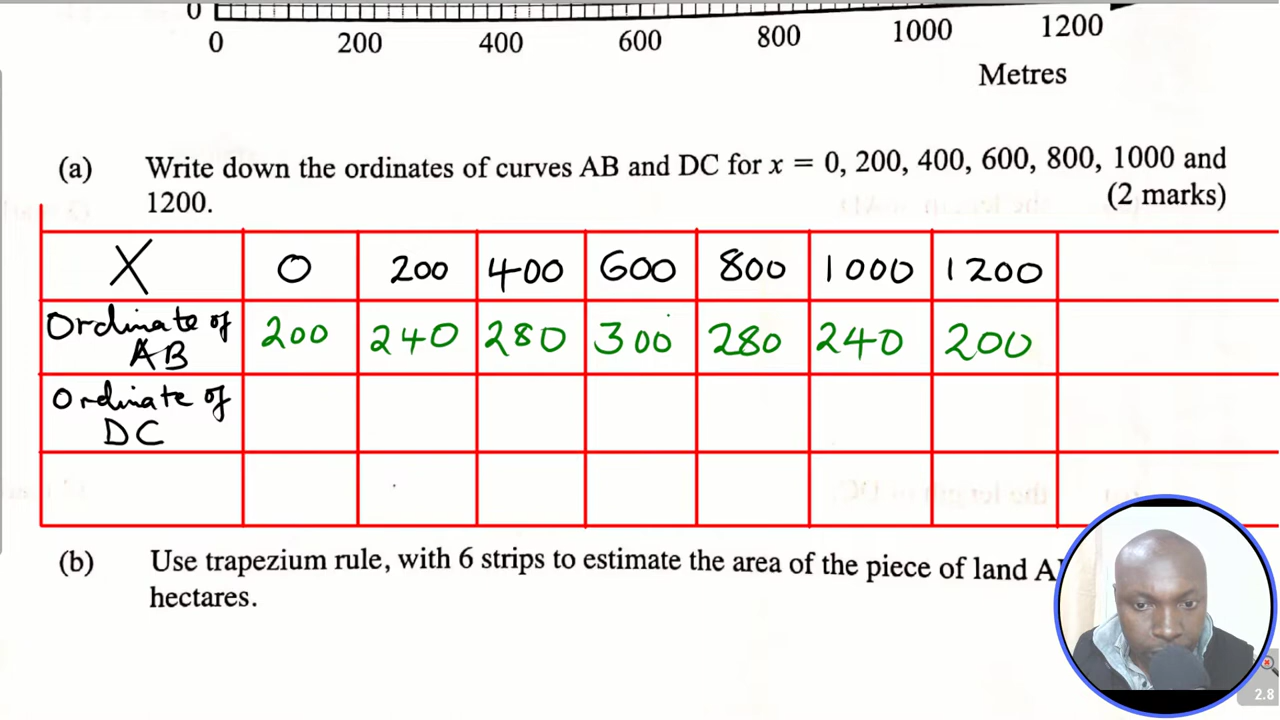 0
0 200 400 600 800 1000 1200
Metres
(a) Write down the ordinates of curves AB and DC for x = 0, 200, 400, 600, 800, 1000 and
1200. (2 marks)
X 0 200 400 600 800 1000 1200
Ordinate of
AB 200 240 280 300 280 240 200
Ordinate of
DC
(b) Use trapezium rule, with 6 strips to estimate the area of the piece of land
hectares.
2.8